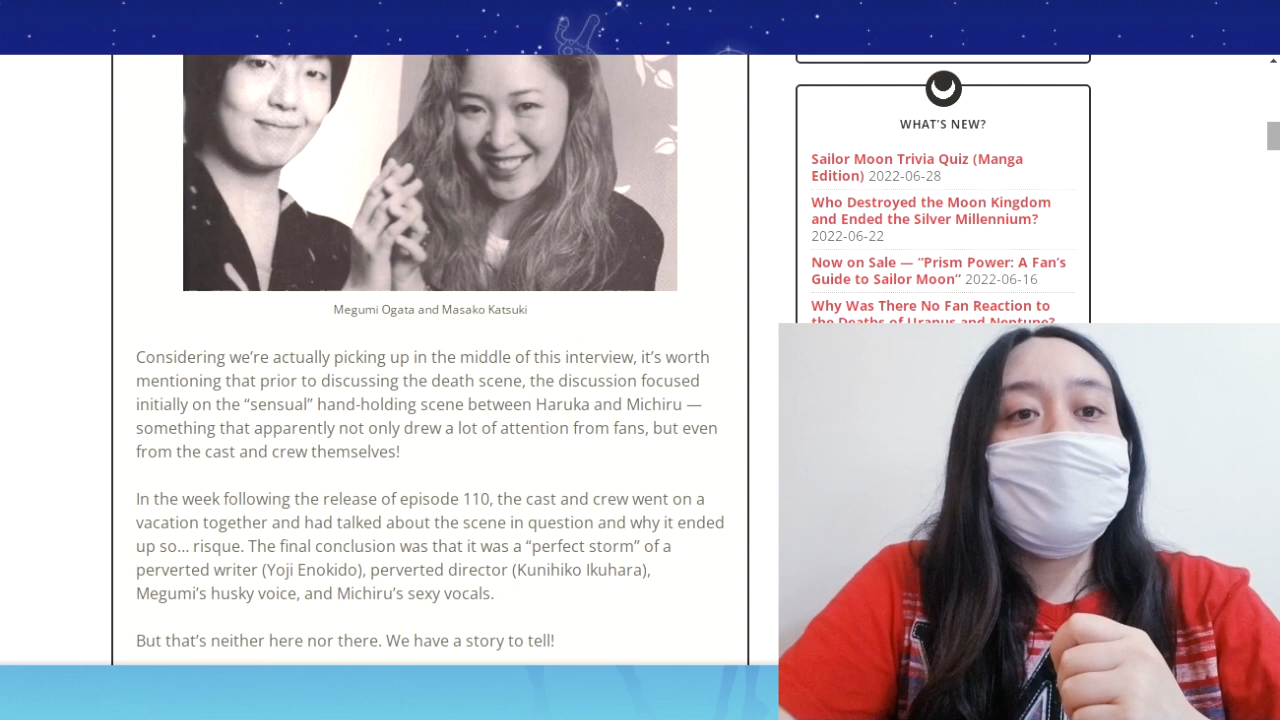 Megumi Ogata and Masako Katsuki
Considering we’re actually picking up in the middle of this interview, it’s worth
mentioning that prior to discussing the death scene, the discussion focused
initially on the “sensual” hand-holding scene between Haruka and Michiru —
something that apparently not only drew a lot of attention from fans, but even
from the cast and crew themselves!
In the week following the release of episode 110, the cast and crew went on a
vacation together and had talked about the scene in question and why it ended
up so... risque. The final conclusion was that it was a “perfect storm” of a
perverted writer (Yoji Enokido), perverted director (Kunihiko Ikuhara),
Megumi’s husky voice, and Michiru’s sexy vocals.
But that’s neither here nor there. We have a story to tell!
WHAT’S NEW?
Sailor Moon Trivia Quiz (Manga
Edition) 2022-06-28
Who Destroyed the Moon Kingdom
and Ended the Silver Millennium?
2022-06-22
Now on Sale — “Prism Power: A Fan’s
Guide to Sailor Moon” 2022-06-16
Why Was There No Fan Reaction to
the Deaths of Uranus and Neptune?